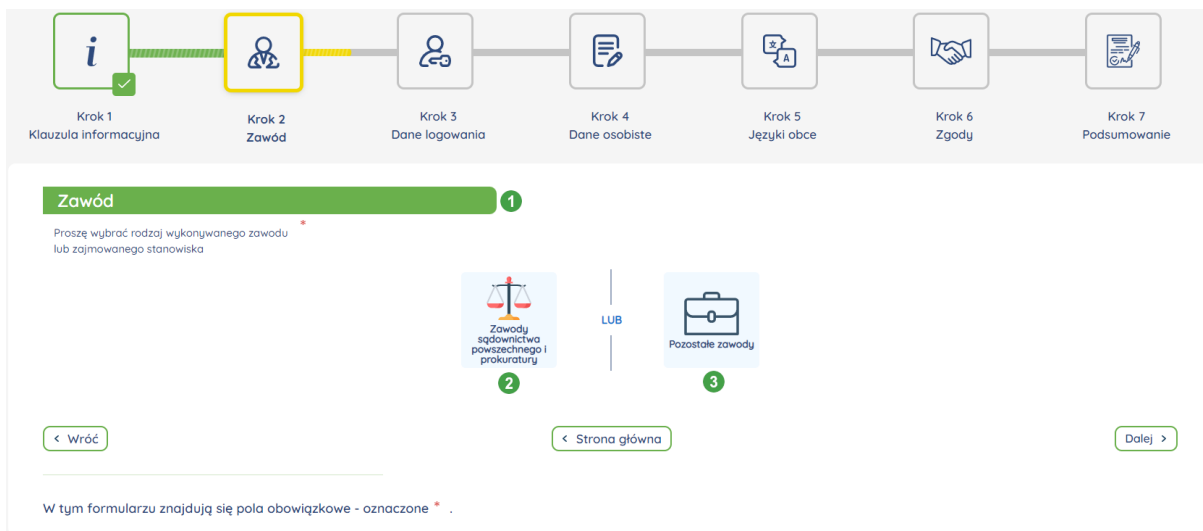 i
Krok 1
Klauzula informacyjna
Krok 2
Zawód
Krok 3
Dane logowania
Krok 4
Dane osobiste
A
Krok 5
Języki obce
Krok 6
Zgody
Krok 7
Podsumowanie
Zawód
1
Proszę wybrać rodzaj wykonywanego zawodu *
lub zajmowanego stanowiska
Zawody
sądownictwa
powszechnego i
prokuratury
2
LUB
Pozostałe zawody
3
< Wróć
< Strona główna
Dalej >
W tym formularzu znajdują się pola obowiązkowe - oznaczone * .